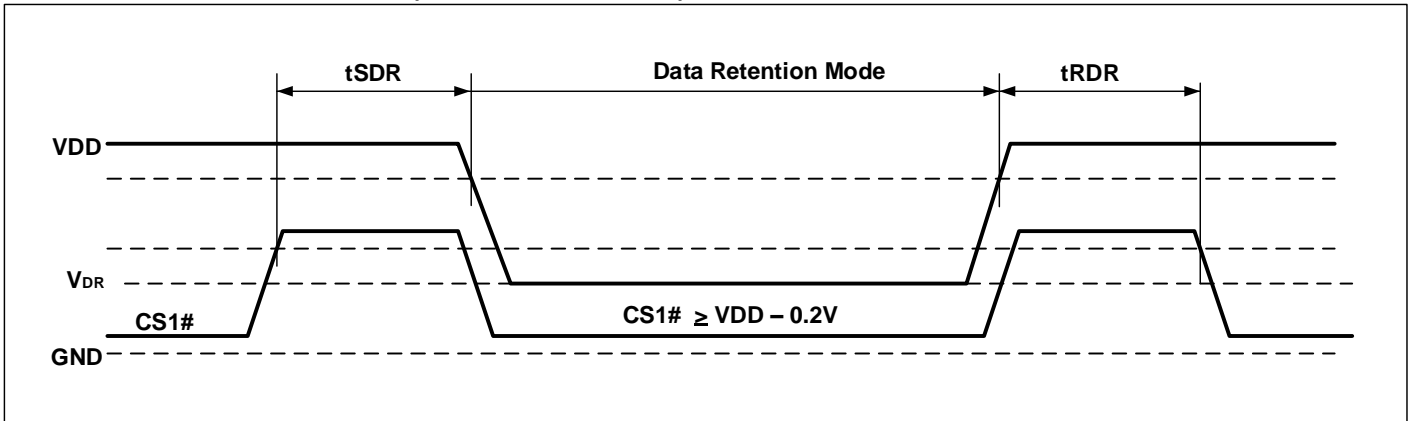 tSDR Data Retention Mode tRDR
VDD
VDR
CS1# CS1# ≥ VDD – 0.2V
GND